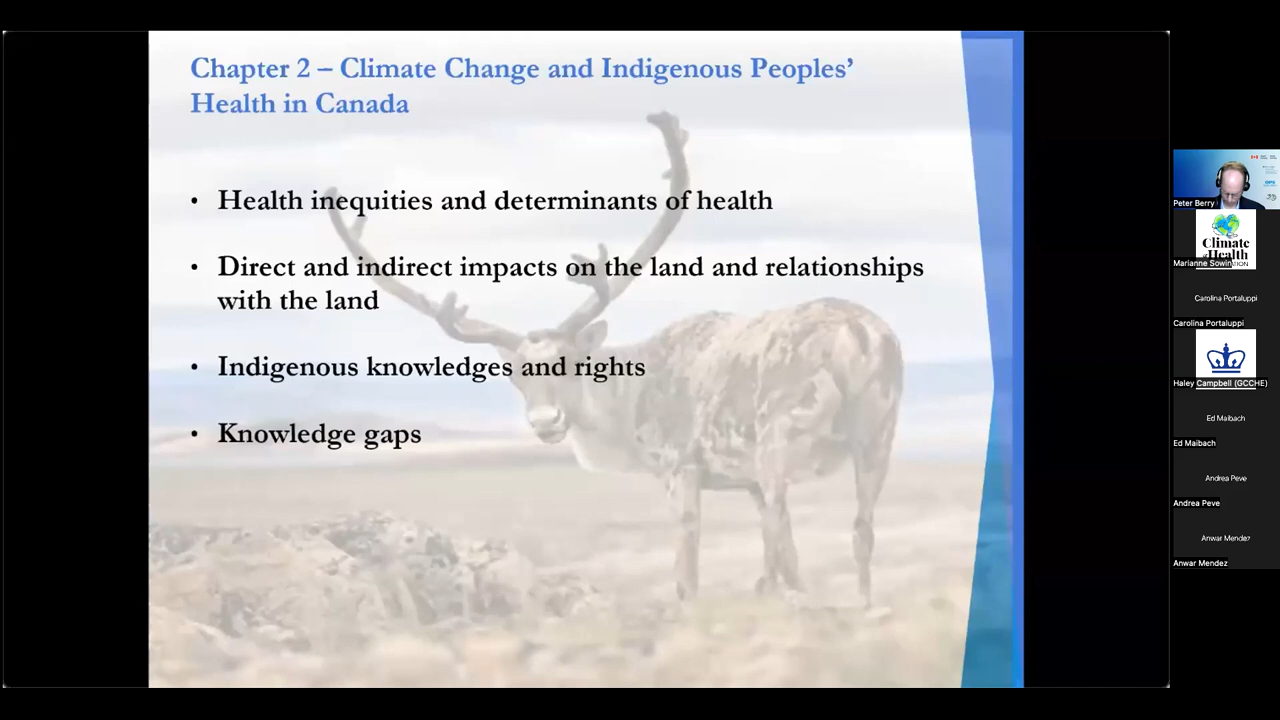 Chapter 2 – Climate Change and Indigenous Peoples’
Health in Canada
• Health inequities and determinants of health
• Direct and indirect impacts on the land and relationships
with the land
• Indigenous knowledges and rights
• Knowledge gaps
Peter Berry
Climate
Health
Marianne Sowin
Carolina Portaluppi
Carolina Portaluppi
Haley Campbell (GCCHE)
Ed Maibach
Ed Maibach
Andrea Peve
Andrea Peve
Anwar Mendez
Anwar Mendez